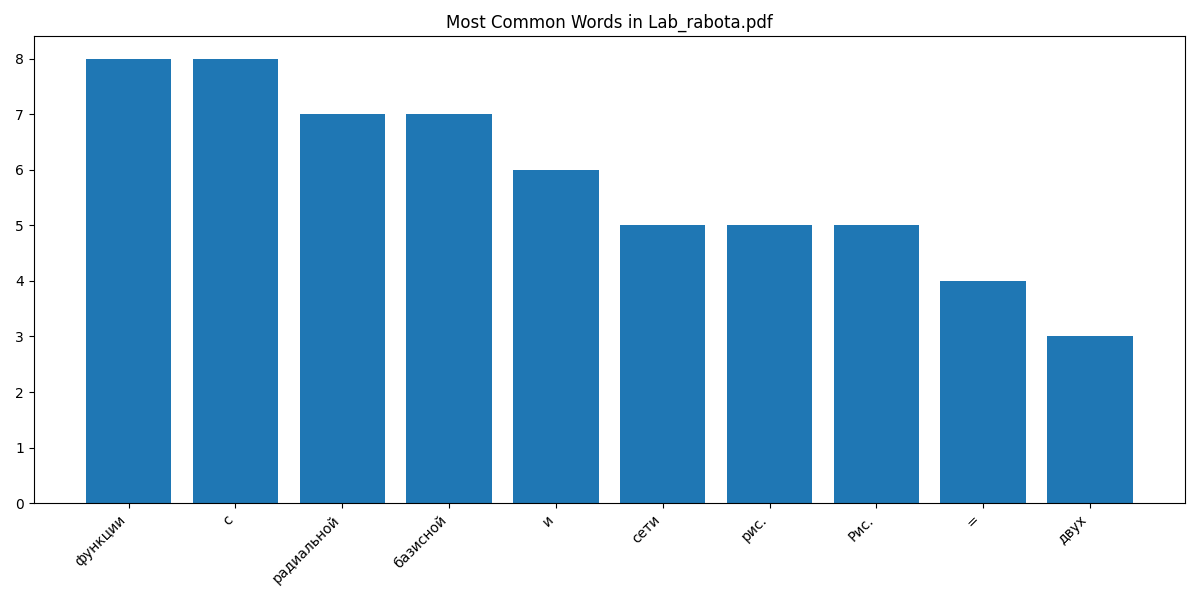 Most Common Words in Lab_rabota.pdf
8
7
6
5
4
3
2
1
0
функции
с
радиальной
базисной
и
сети
рис.
Рис.
=
двух